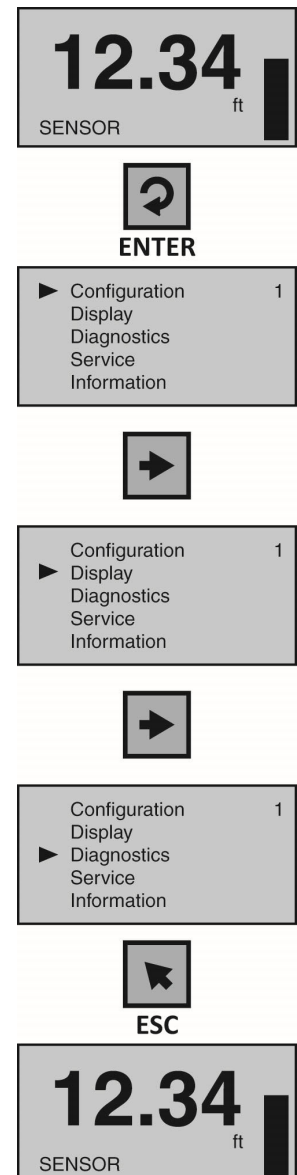 12.34
ft
SENSOR
ENTER
Configuration 1
Display
Diagnostics
Service
Information
Configuration 1
Display
Diagnostics
Service
Information
Configuration 1
Display
Diagnostics
Service
Information
ESC
12.34
ft
SENSOR